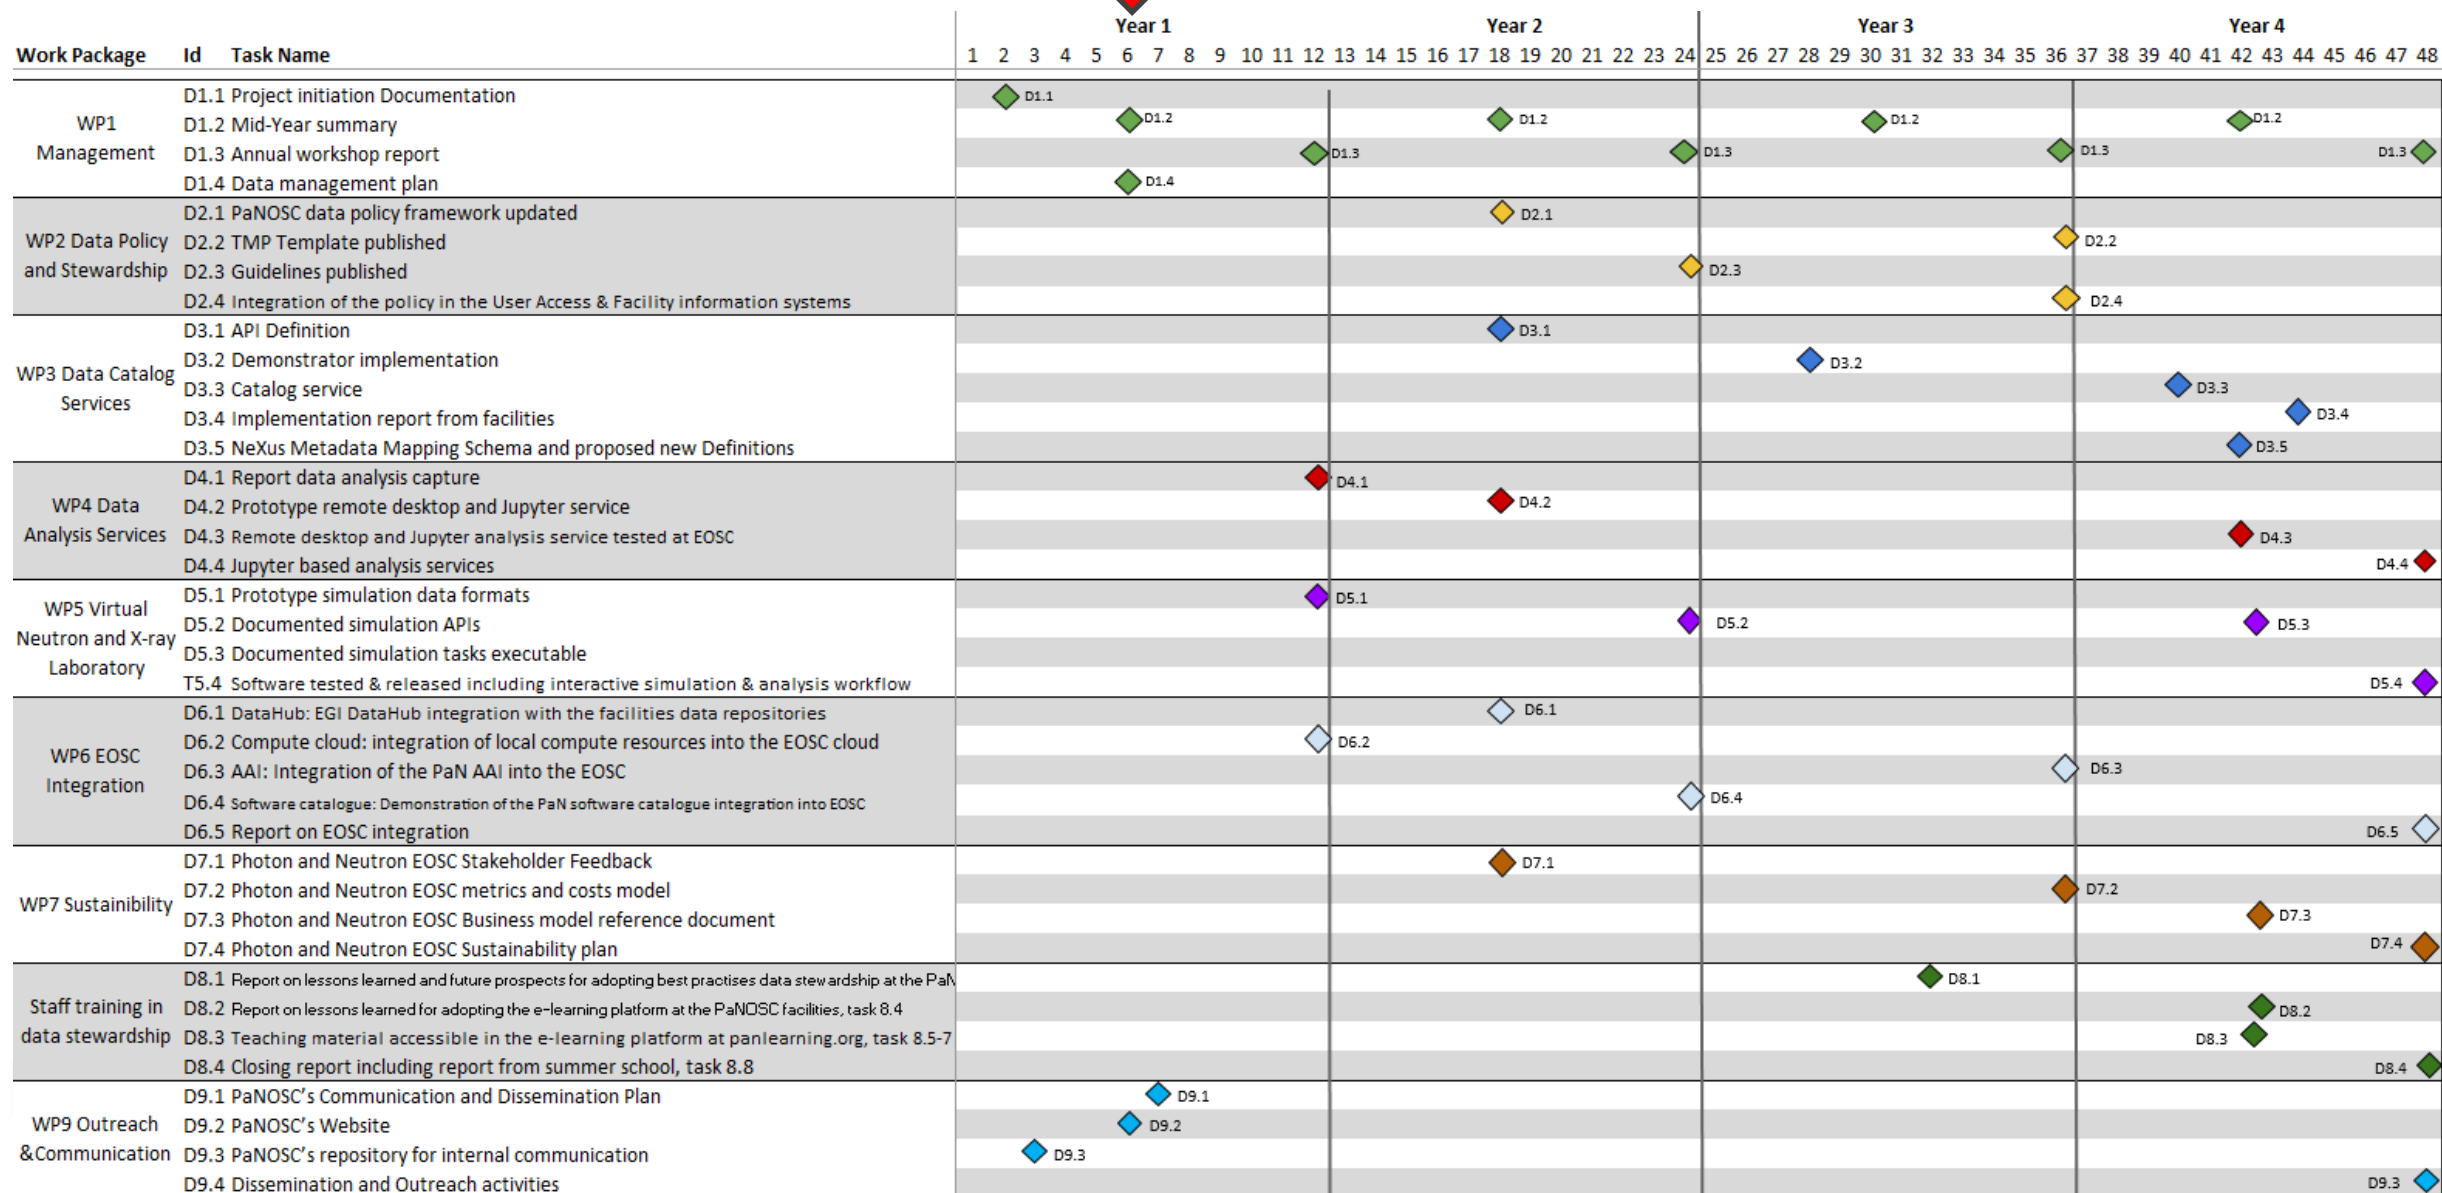 Year 1 Year 2 Year 3 Year 4
Work Package Id Task Name 1 2 3 4 5 6 7 8 9 10 11 12 13 14 15 16 17 18 19 20 21 22 23 24 25 26 27 28 29 30 31 32 33 34 35 36 37 38 39 40 41 42 43 44 45 46 47 48
WP1
Management
D1.1 Project initiation Documentation D1.1
D1.2 Mid-Year summary D1.2 D1.2 D1.2 D1.2
D1.3 Annual workshop report D1.3 D1.3 D1.3 D1.3
D1.4 Data management plan D1.4
WP2 Data Policy
and Stewardship
D2.1 PaNOSC data policy framework updated D2.1
D2.2 TMP Template published D2.2
D2.3 Guidelines published D2.3
D2.4 Integration of the policy in the User Access & Facility information systems D2.4
WP3 Data Catalog
Services
D3.1 API Definition D3.1
D3.2 Demonstrator implementation D3.2
D3.3 Catalog service D3.3
D3.4 Implementation report from facilities D3.4
D3.5 NeXus Metadata Mapping Schema and proposed new Definitions D3.5
WP4 Data
Analysis Services
D4.1 Report data analysis capture D4.1
D4.2 Prototype remote desktop and Jupyter service D4.2
D4.3 Remote desktop and Jupyter analysis service tested at EOSC D4.3
D4.4 Jupyter based analysis services D4.4
WP5 Virtual
Neutron and X-ray
Laboratory
D5.1 Prototype simulation data formats D5.1
D5.2 Documented simulation APIs D5.2 D5.3
D5.3 Documented simulation tasks executable
T5.4 Software tested & released including interactive simulation & analysis workflow D5.4
WP6 EOSC
Integration
D6.1 DataHub: EGI DataHub integration with the facilities data repositories D6.1
D6.2 Compute cloud: integration of local compute resources into the EOSC cloud D6.2
D6.3 AAI: Integration of the PaN AAI into the EOSC D6.3
D6.4 Software catalogue: Demonstration of the PaN software catalogue integration into EOSC D6.4
D6.5 Report on EOSC integration D6.5
WP7 Sustainibility
D7.1 Photon and Neutron EOSC Stakeholder Feedback D7.1
D7.2 Photon and Neutron EOSC metrics and costs model D7.2
D7.3 Photon and Neutron EOSC Business model reference document D7.3
D7.4 Photon and Neutron EOSC Sustainability plan D7.4
Staff training in
data stewardship
D8.1 Report on lessons learned and future prospects for adopting best practises data stewardship at the D8.1
D8.2 Report on lessons learned for adopting the e-learning platform at the PaNOSC facilities, task 8.4 D8.2
D8.3 Teaching material accessible in the e-learning platform at panlearning.org, task 8.5-7 D8.3
D8.4 Closing report including report from summer school, task 8.8 D8.4
WP9 Outreach
&Communication
D9.1 PaNOSC's Communication and Dissemination Plan D9.1
D9.2 PaNOSC's Website D9.2
D9.3 PaNOSC's repository for internal communication D9.3
D9.4 Dissemination and Outreach activities D9.3